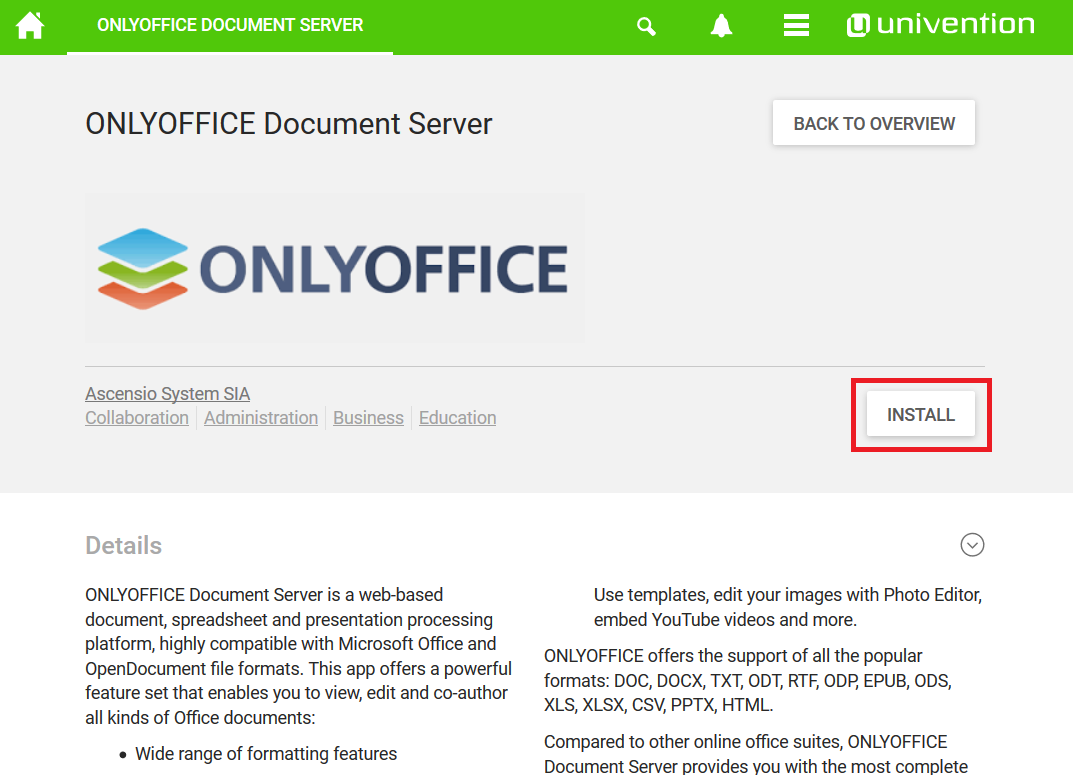 ONLYOFFICE DOCUMENT SERVER
univention
ONLYOFFICE Document Server
BACK TO OVERVIEW
ONLYOFFICE
Ascensio System SIA
Collaboration Administration Business Education
INSTALL
Details
ONLYOFFICE Document Server is a web-based
document, spreadsheet and presentation processing
platform, highly compatible with Microsoft Office and
OpenDocument file formats. This app offers a powerful
feature set that enables you to view, edit and co-author
all kinds of Office documents:
• Wide range of formatting features
Use templates, edit your images with Photo Editor,
embed YouTube videos and more.
ONLYOFFICE offers the support of all the popular
formats: DOC, DOCX, TXT, ODT, RTF, ODP, EPUB, ODS,
XLS, XLSX, CSV, PPTX, HTML.
Compared to other online office suites, ONLYOFFICE
Document Server provides you with the most complete